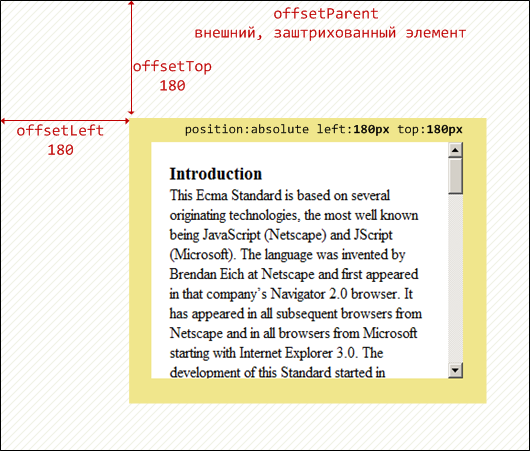 offsetParent
внешний, заштрихованный элемент
offsetTop
180
offsetLeft
180
position:absolute left:180px top:180px
Introduction
This Ecma Standard is based on several
originating technologies, the most well known
being JavaScript (Netscape) and JScript
(Microsoft). The language was invented by
Brendan Eich at Netscape and first appeared
in that company’s Navigator 2.0 browser. It
has appeared in all subsequent browsers from
Netscape and in all browsers from Microsoft
starting with Internet Explorer 3.0. The
development of this Standard started in